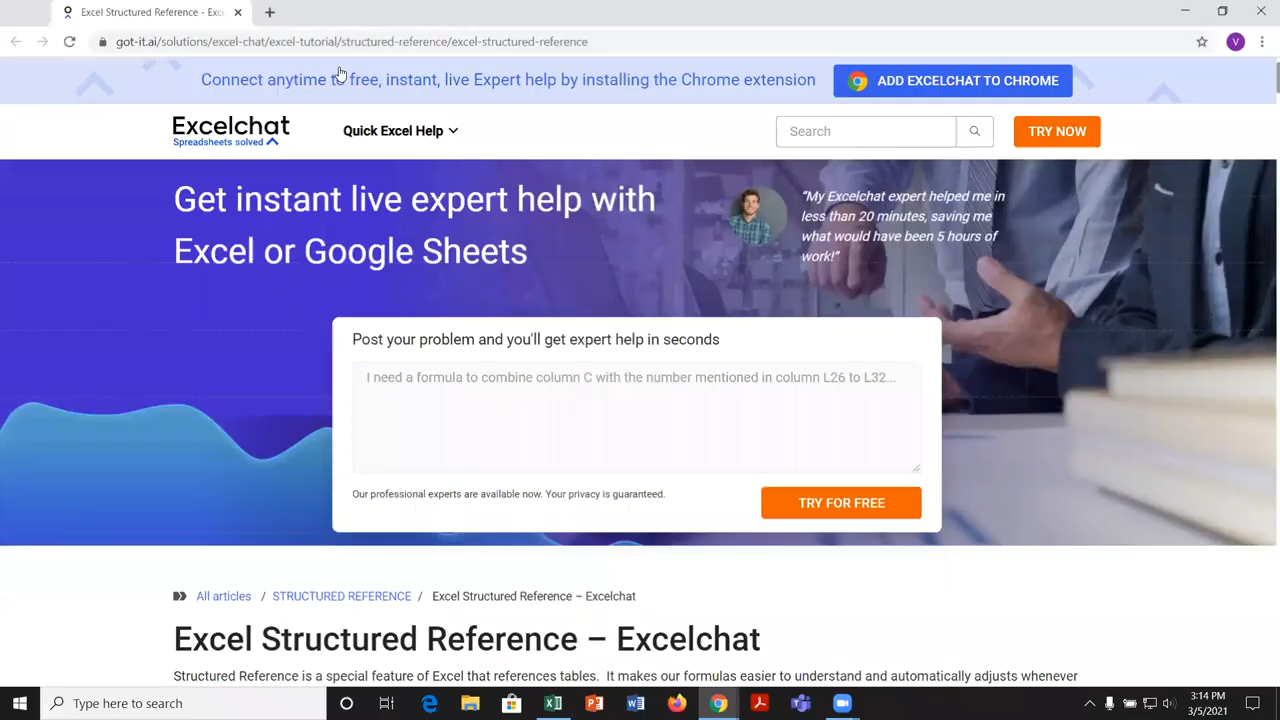 Excel Structured Reference - Exc
got-it.ai/solutions/excel-chat/excel-tutorial/structured-reference/excel-structured-reference
V
Connect anytime to free, instant, live Expert help by installing the Chrome extension
ADD EXCELCHAT TO CHROME
Excelchat
Spreadsheets solved
Quick Excel Help
Search
TRY NOW
Get instant live expert help with
Excel or Google Sheets
“My Excelchat expert helped me in
less than 20 minutes, saving me
what would have been 5 hours of
work!”
Post your problem and you'll get expert help in seconds
I need a formula to combine column C with the number mentioned in column L26 to L32...
Our professional experts are available now. Your privacy is guaranteed.
TRY FOR FREE
All articles / STRUCTURED REFERENCE / Excel Structured Reference – Excelchat
Excel Structured Reference – Excelchat
Structured Reference is a special feature of Excel that references tables. It makes our formulas easier to understand and automatically adjusts whenever
Type here to search
3:14 PM
3/5/2021